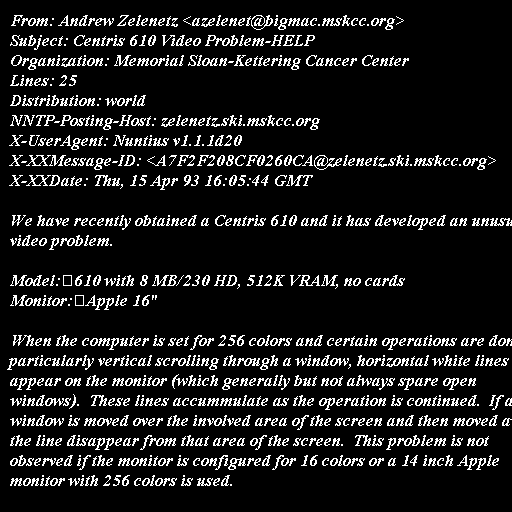 From: Andrew Zelenetz <azelenet@bigmac.mskcc.org>
Subject: Centris 610 Video Problem-HELP
Organization: Memorial Sloan-Kettering Cancer Center
Lines: 25
Distribution: world
NNTP-Posting-Host: zelenetz.ski.mskcc.org
X-UserAgent: Nuntius v1.1.1d20
X-XXMessage-ID: <A7F2F208CF0260CA@zelenetz.ski.mskcc.org>
X-XXDate: Thu, 15 Apr 93 16:05:44 GMT

We have recently obtained a Centris 610 and it has developed an unusu
video problem.

Model:610 with 8 MB/230 HD, 512K VRAM, no cards
Monitor:Apple 16"

When the computer is set for 256 colors and certain operations are don
particularly vertical scrolling through a window, horizontal white lines
appear on the monitor (which generally but not always spare open
windows).  These lines accummulate as the operation is continued.  If a
window is moved over the involved area of the screen and then moved a
the line disappear from that area of the screen.  This problem is not
observed if the monitor is configured for 16 colors or a 14 inch Apple
monitor with 256 colors is used.